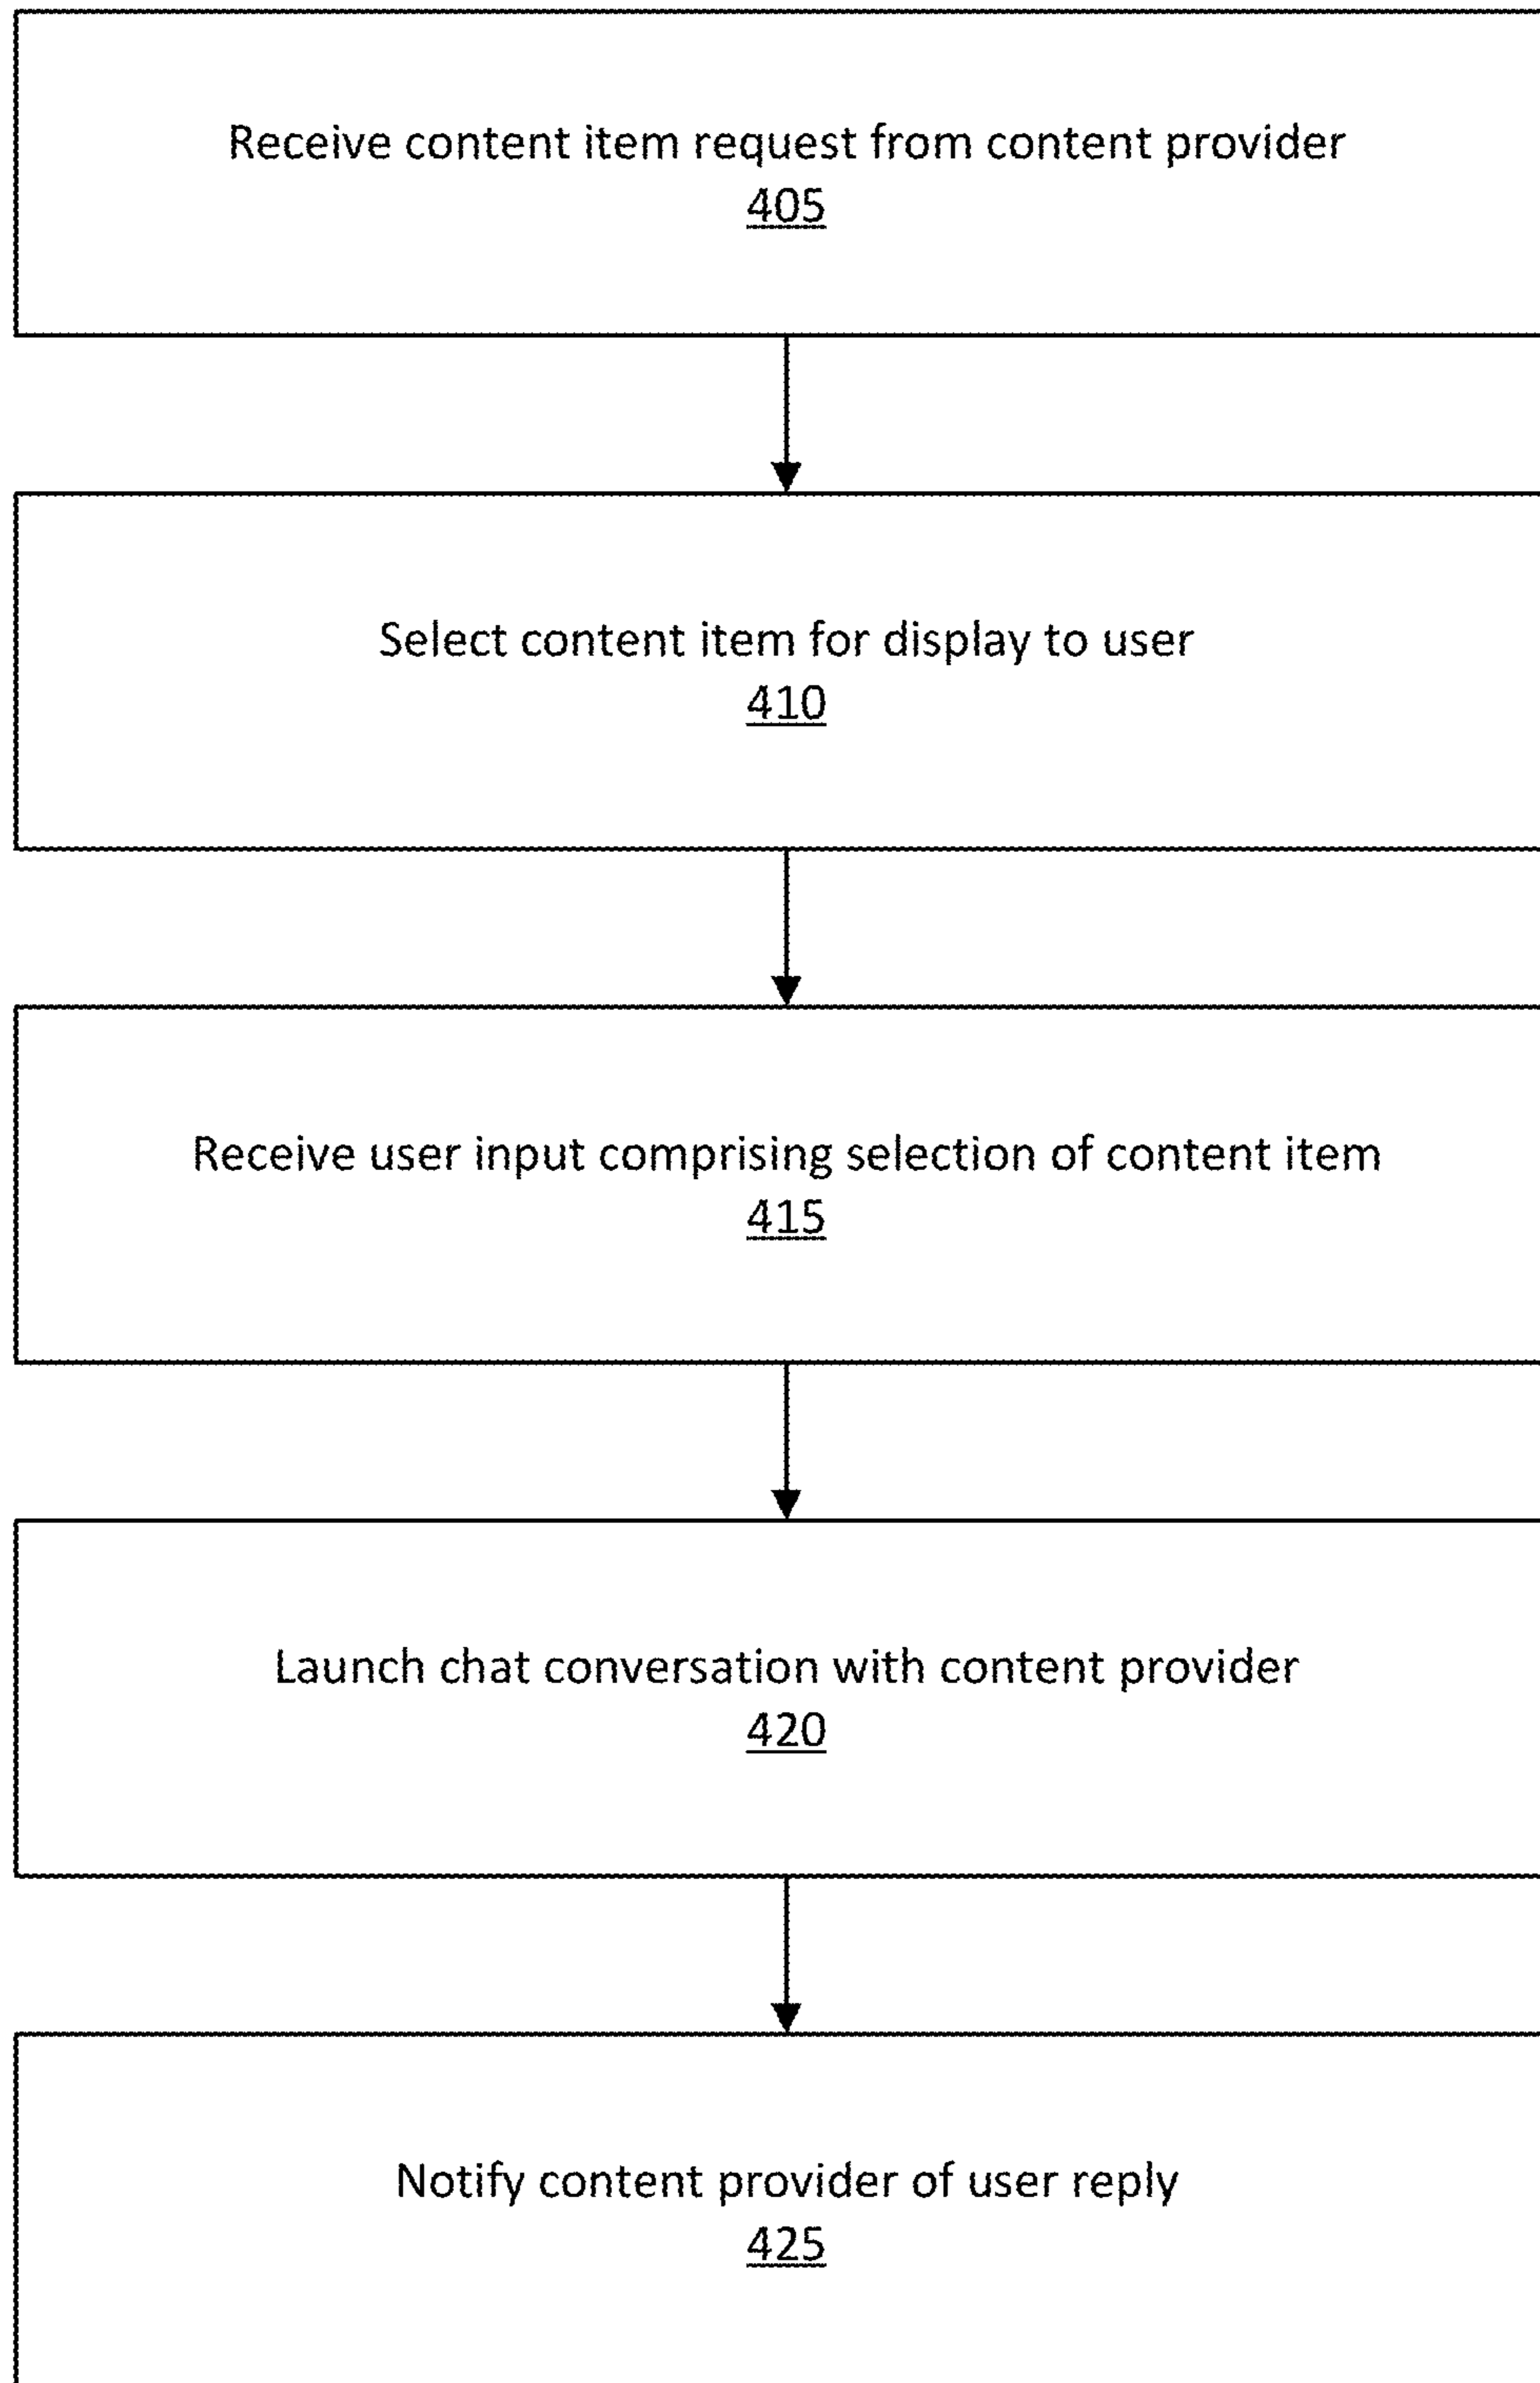 Receive content item request from content provider
405
Select content item for display to user
410
Receive user input comprising selection of content item
415
Launch chat conversation with content provider
420
Notify content provider of user reply
425